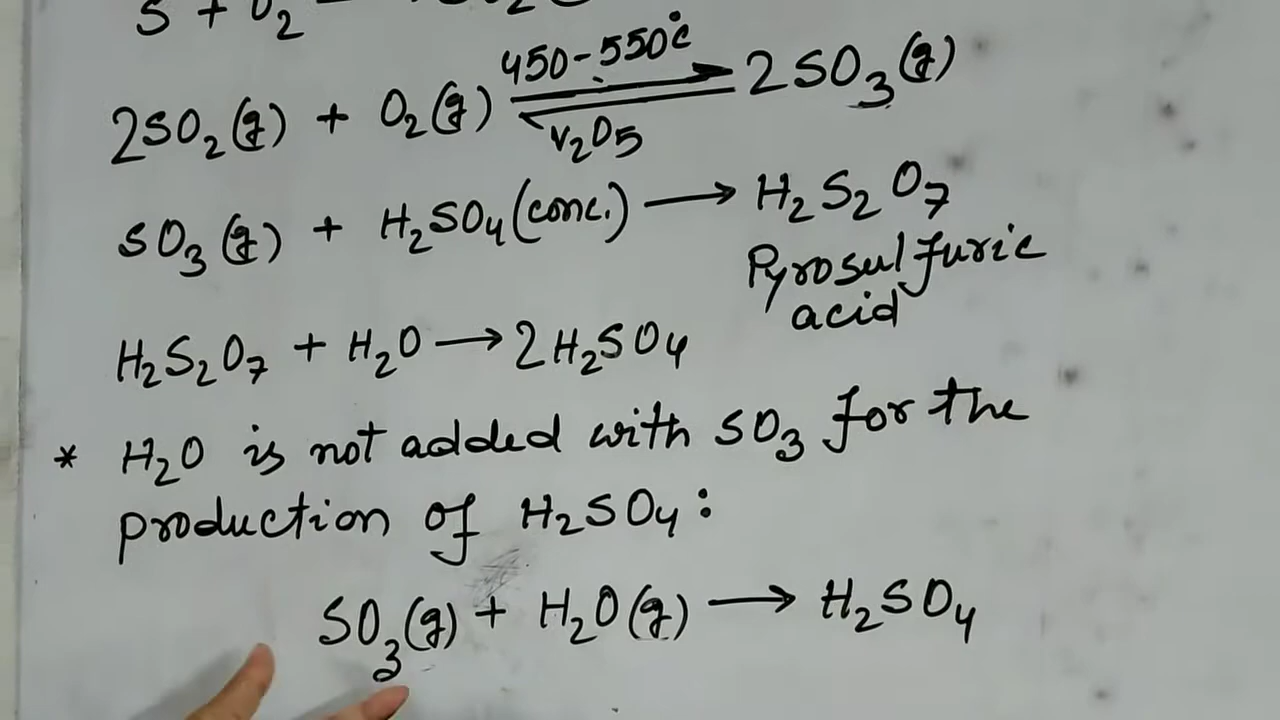 S + O2
2SO2(g) + O2(g) 450-550°C ⇌ V2O5 2SO3(g)
SO3(g) + H2SO4(conc.) → H2S2O7
Pyrosulfuric
acid
H2S2O7 + H2O → 2H2SO4
* H2O is not added with SO3 for the
production of H2SO4:
SO3(g) + H2O(g) → H2SO4